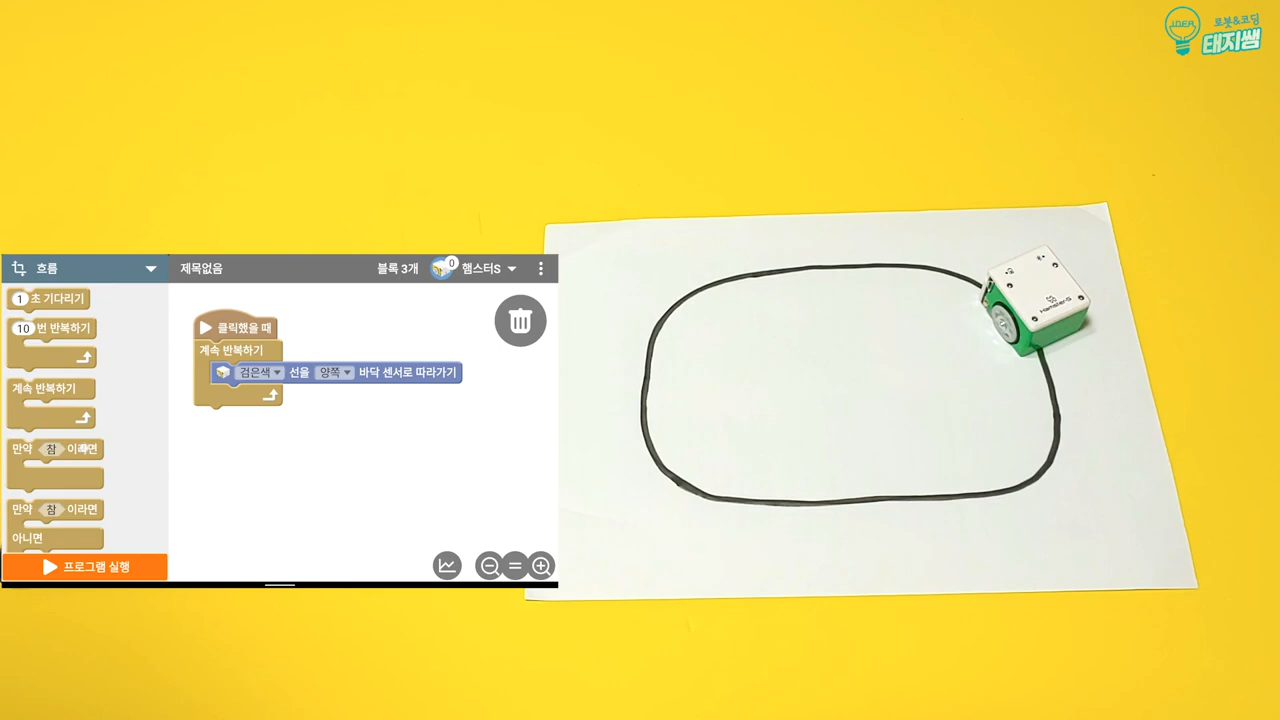 IDEA
로봇&코딩
태지쌤
흐름
제목없음
블록 3개
0
햄스터S
1 초 기다리기
10 번 반복하기
계속 반복하기
만약 참 이라면
만약 참 이라면
아니면
프로그램 실행
클릭했을 때
계속 반복하기
검은색 선을 양쪽 바닥 센서로 따라가기
Hamster-S